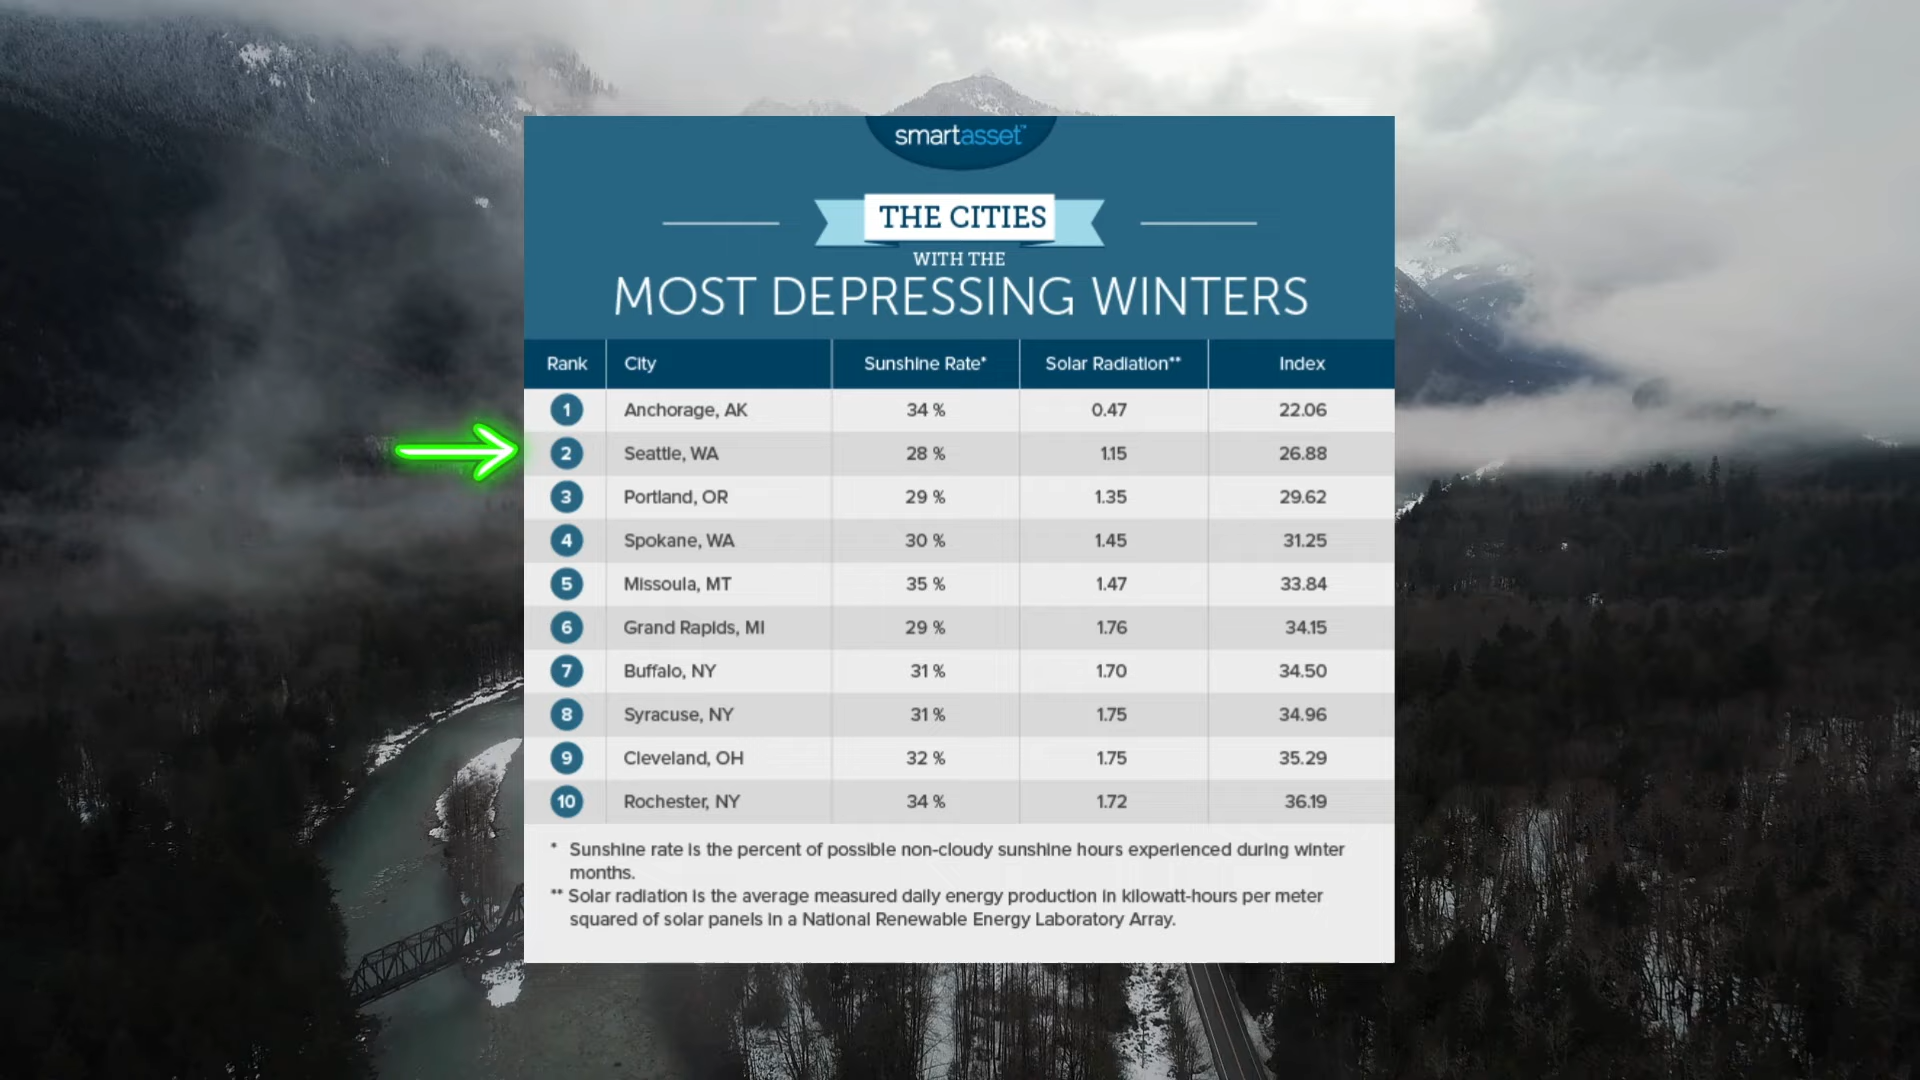 smartasset™
THE CITIES
WITH THE
MOST DEPRESSING WINTERS
Rank City Sunshine Rate* Solar Radiation** Index
1 Anchorage, AK 34 % 0.47 22.06
2 Seattle, WA 28 % 1.15 26.88
3 Portland, OR 29 % 1.35 29.62
4 Spokane, WA 30 % 1.45 31.25
5 Missoula, MT 35 % 1.47 33.84
6 Grand Rapids, MI 29 % 1.76 34.15
7 Buffalo, NY 31 % 1.70 34.50
8 Syracuse, NY 31 % 1.75 34.96
9 Cleveland, OH 32 % 1.75 35.29
10 Rochester, NY 34 % 1.72 36.19
* Sunshine rate is the percent of possible non-cloudy sunshine hours experienced during winter
months.
** Solar radiation is the average measured daily energy production in kilowatt-hours per meter
squared of solar panels in a National Renewable Energy Laboratory Array.